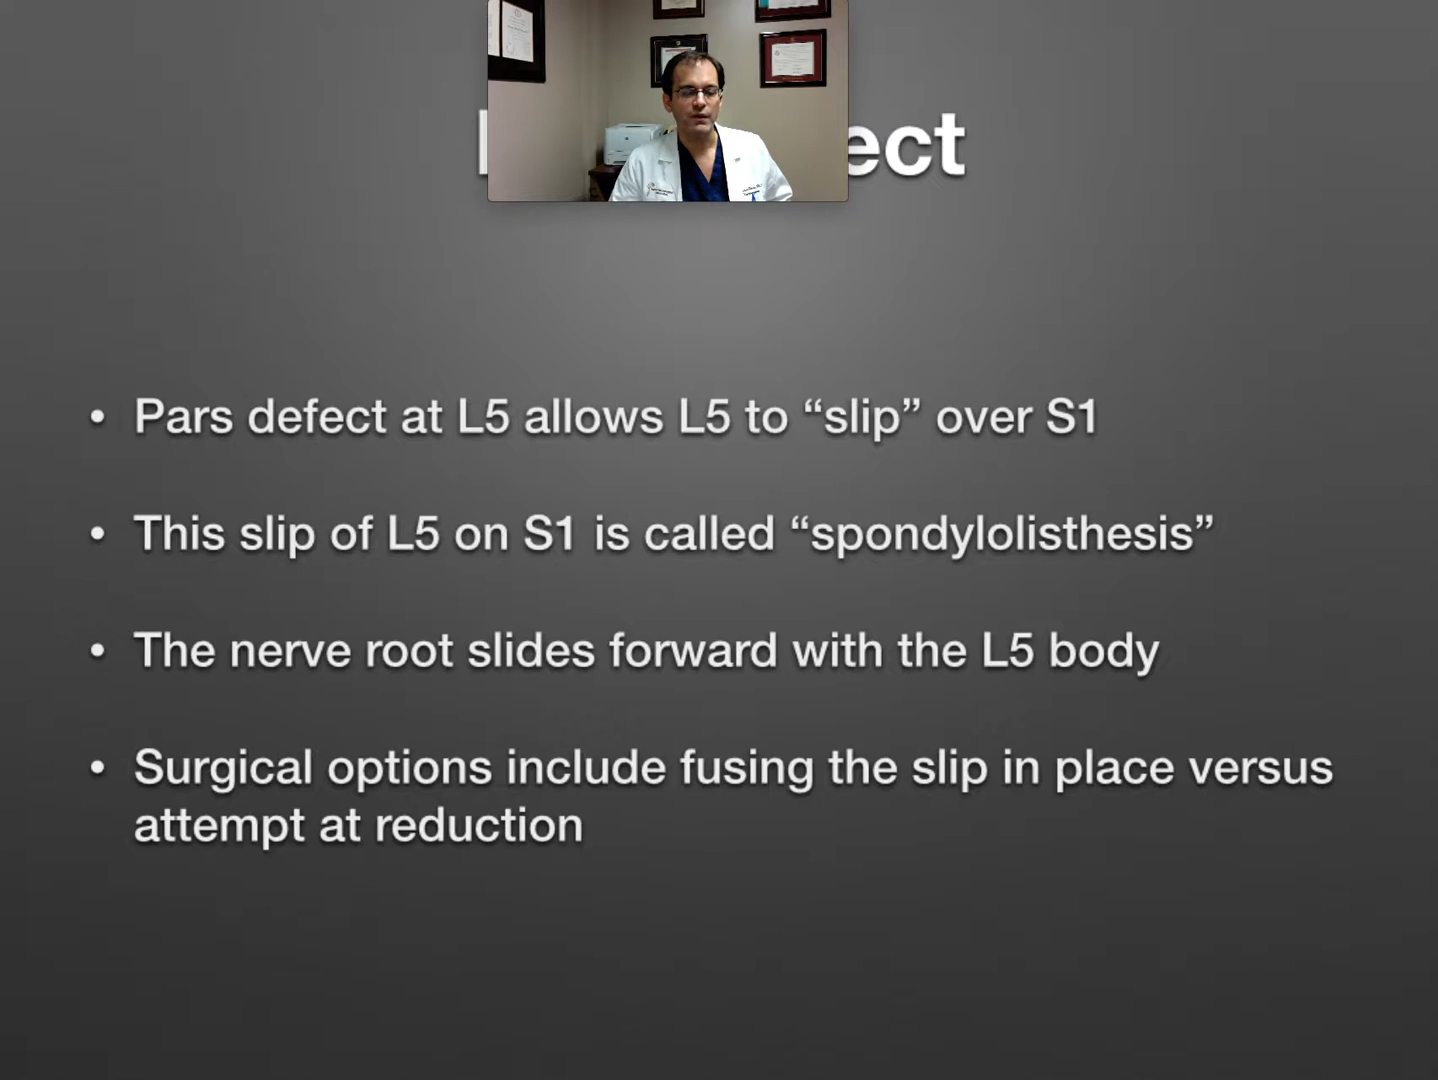 ect
• Pars defect at L5 allows L5 to “slip” over S1
• This slip of L5 on S1 is called “spondylolisthesis”
• The nerve root slides forward with the L5 body
• Surgical options include fusing the slip in place versus
attempt at reduction